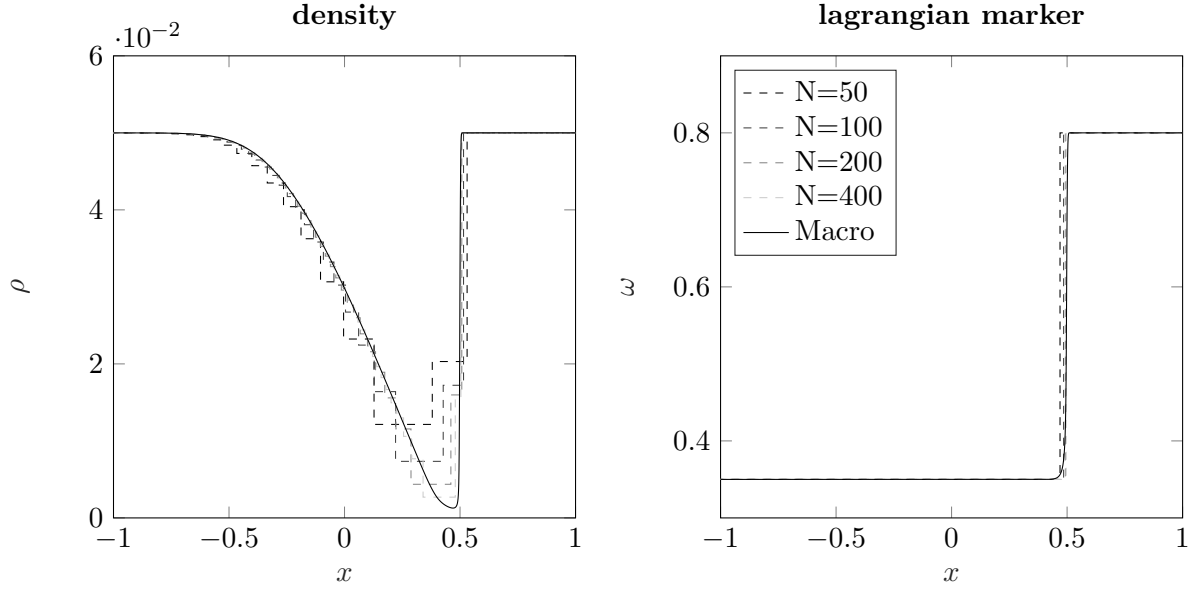 density
·10−2
6
4
2
0
ρ
−1
−0.5
0
0.5
1
x
lagrangian marker
N=50
N=100
N=200
N=400
Macro
0.8
0.6
0.4
ω
−1
−0.5
0
0.5
1
x